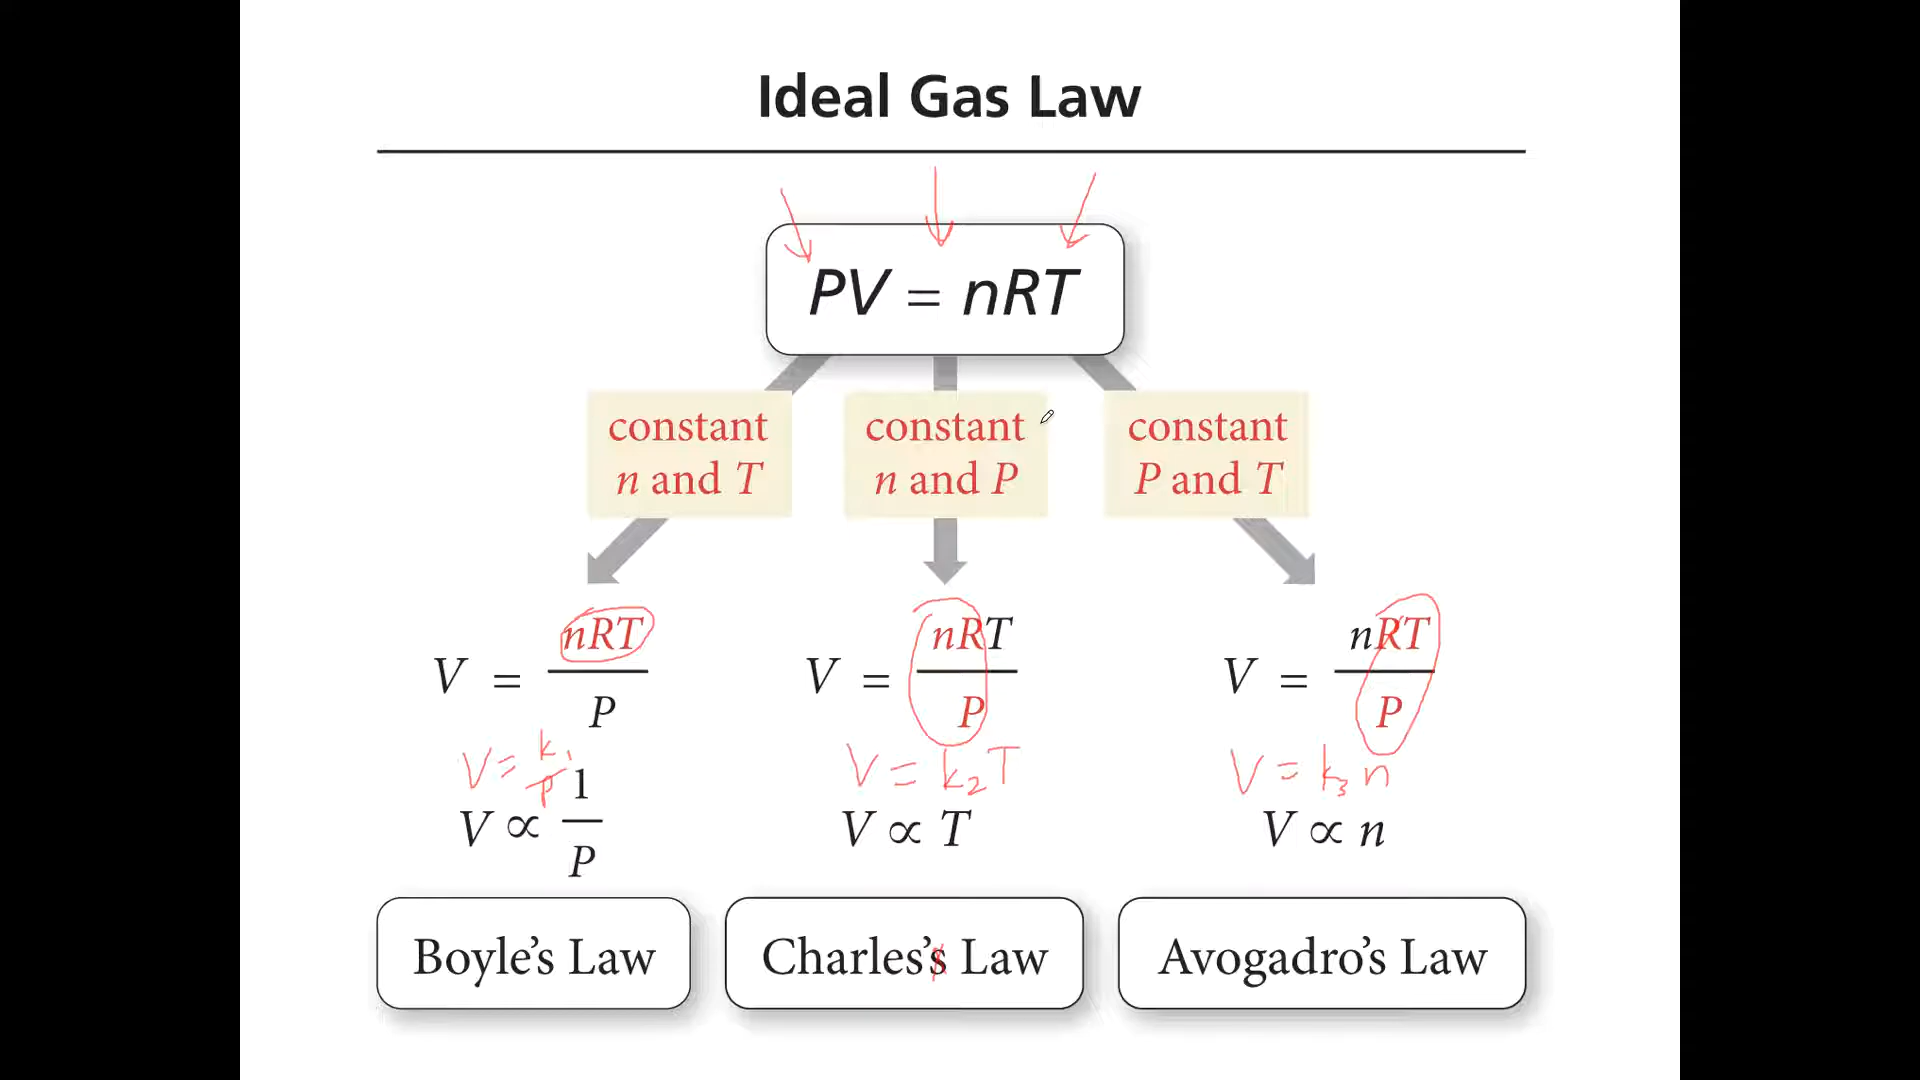 Ideal Gas Law
PV = nRT
constant
n and T
constant
n and P
constant
P and T
V = nRT / P
V = nRT / P
V = nRT / P
V = k₁ / P
V = k₂T
V = k₃n
V ∝ 1 / P
V ∝ T
V ∝ n
Boyle’s Law
Charles’s Law
Avogadro’s Law